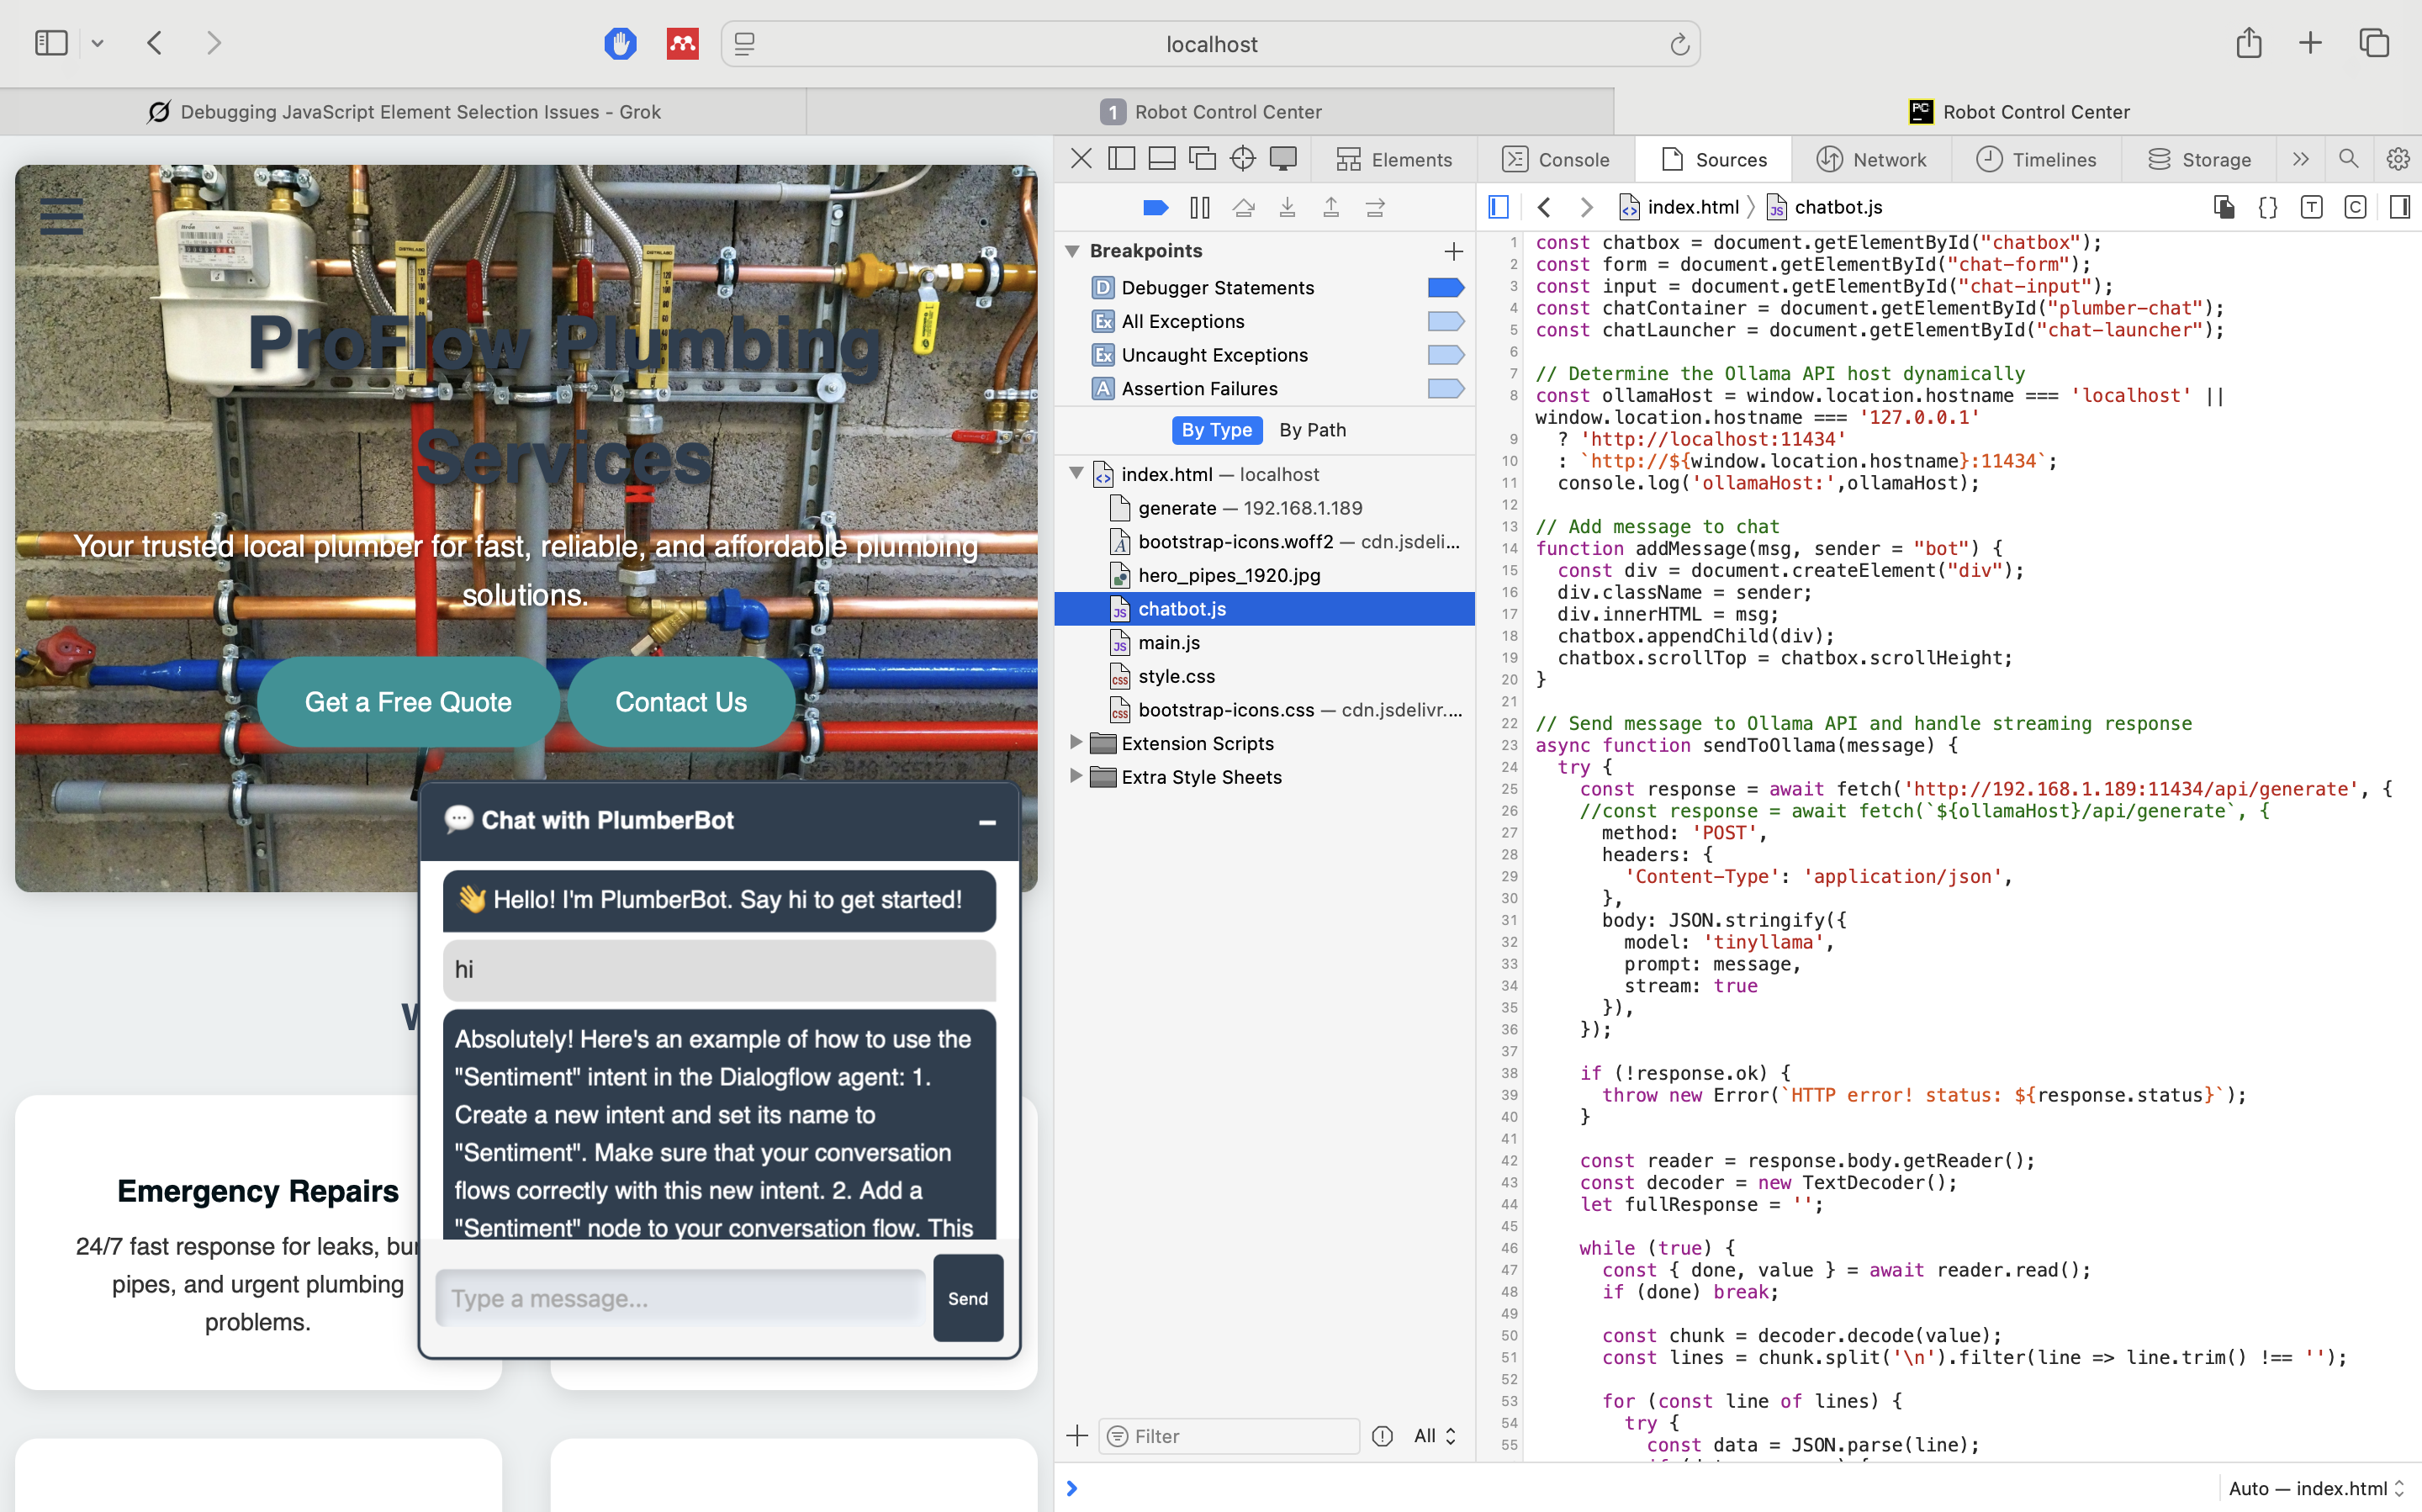 localhost
Debugging JavaScript Element Selection Issues - Grok
1 Robot Control Center
PC Robot Control Center
ProFlow Plumbing
Services
Your trusted local plumber for fast, reliable, and affordable plumbing
solutions.
Get a Free Quote
Contact Us
💬 Chat with PlumberBot
👋 Hello! I'm PlumberBot. Say hi to get started!
hi
Absolutely! Here's an example of how to use the
"Sentiment" intent in the Dialogflow agent: 1.
Create a new intent and set its name to
"Sentiment". Make sure that your conversation
flows correctly with this new intent. 2. Add a
"Sentiment" node to your conversation flow. This
Type a message...
Send
W
Emergency Repairs
24/7 fast response for leaks, bur
pipes, and urgent plumbing
problems.
Elements
Console
Sources
Network
Timelines
Storage
Breakpoints
D Debugger Statements
Ex All Exceptions
Ex Uncaught Exceptions
A Assertion Failures
By Type
By Path
index.html — localhost
generate — 192.168.1.189
bootstrap-icons.woff2 — cdn.jsdeli...
hero_pipes_1920.jpg
JS chatbot.js
JS main.js
css style.css
css bootstrap-icons.css — cdn.jsdelivr....
Extension Scripts
Extra Style Sheets
Filter
All
index.html 〉 JS chatbot.js
{} T C
1 const chatbox = document.getElementById("chatbox");
2 const form = document.getElementById("chat-form");
3 const input = document.getElementById("chat-input");
4 const chatContainer = document.getElementById("plumber-chat");
5 const chatLauncher = document.getElementById("chat-launcher");
6
7 // Determine the Ollama API host dynamically
8 const ollamaHost = window.location.hostname === 'localhost' ||
window.location.hostname === '127.0.0.1'
9 ? 'http://localhost:11434'
10 : `http://${window.location.hostname}:11434`;
11 console.log('ollamaHost:',ollamaHost);
12
13 // Add message to chat
14 function addMessage(msg, sender = "bot") {
15 const div = document.createElement("div");
16 div.className = sender;
17 div.innerHTML = msg;
18 chatbox.appendChild(div);
19 chatbox.scrollTop = chatbox.scrollHeight;
20 }
21
22 // Send message to Ollama API and handle streaming response
23 async function sendToOllama(message) {
24 try {
25 const response = await fetch('http://192.168.1.189:11434/api/generate', {
26 //const response = await fetch(`${ollamaHost}/api/generate`, {
27 method: 'POST',
28 headers: {
29 'Content-Type': 'application/json',
30 },
31 body: JSON.stringify({
32 model: 'tinyllama',
33 prompt: message,
34 stream: true
35 }),
36 });
37
38 if (!response.ok) {
39 throw new Error(`HTTP error! status: ${response.status}`);
40 }
41
42 const reader = response.body.getReader();
43 const decoder = new TextDecoder();
44 let fullResponse = '';
45
46 while (true) {
47 const { done, value } = await reader.read();
48 if (done) break;
49
50 const chunk = decoder.decode(value);
51 const lines = chunk.split('\n').filter(line => line.trim() !== '');
52
53 for (const line of lines) {
54 try {
55 const data = JSON.parse(line);
Auto — index.html